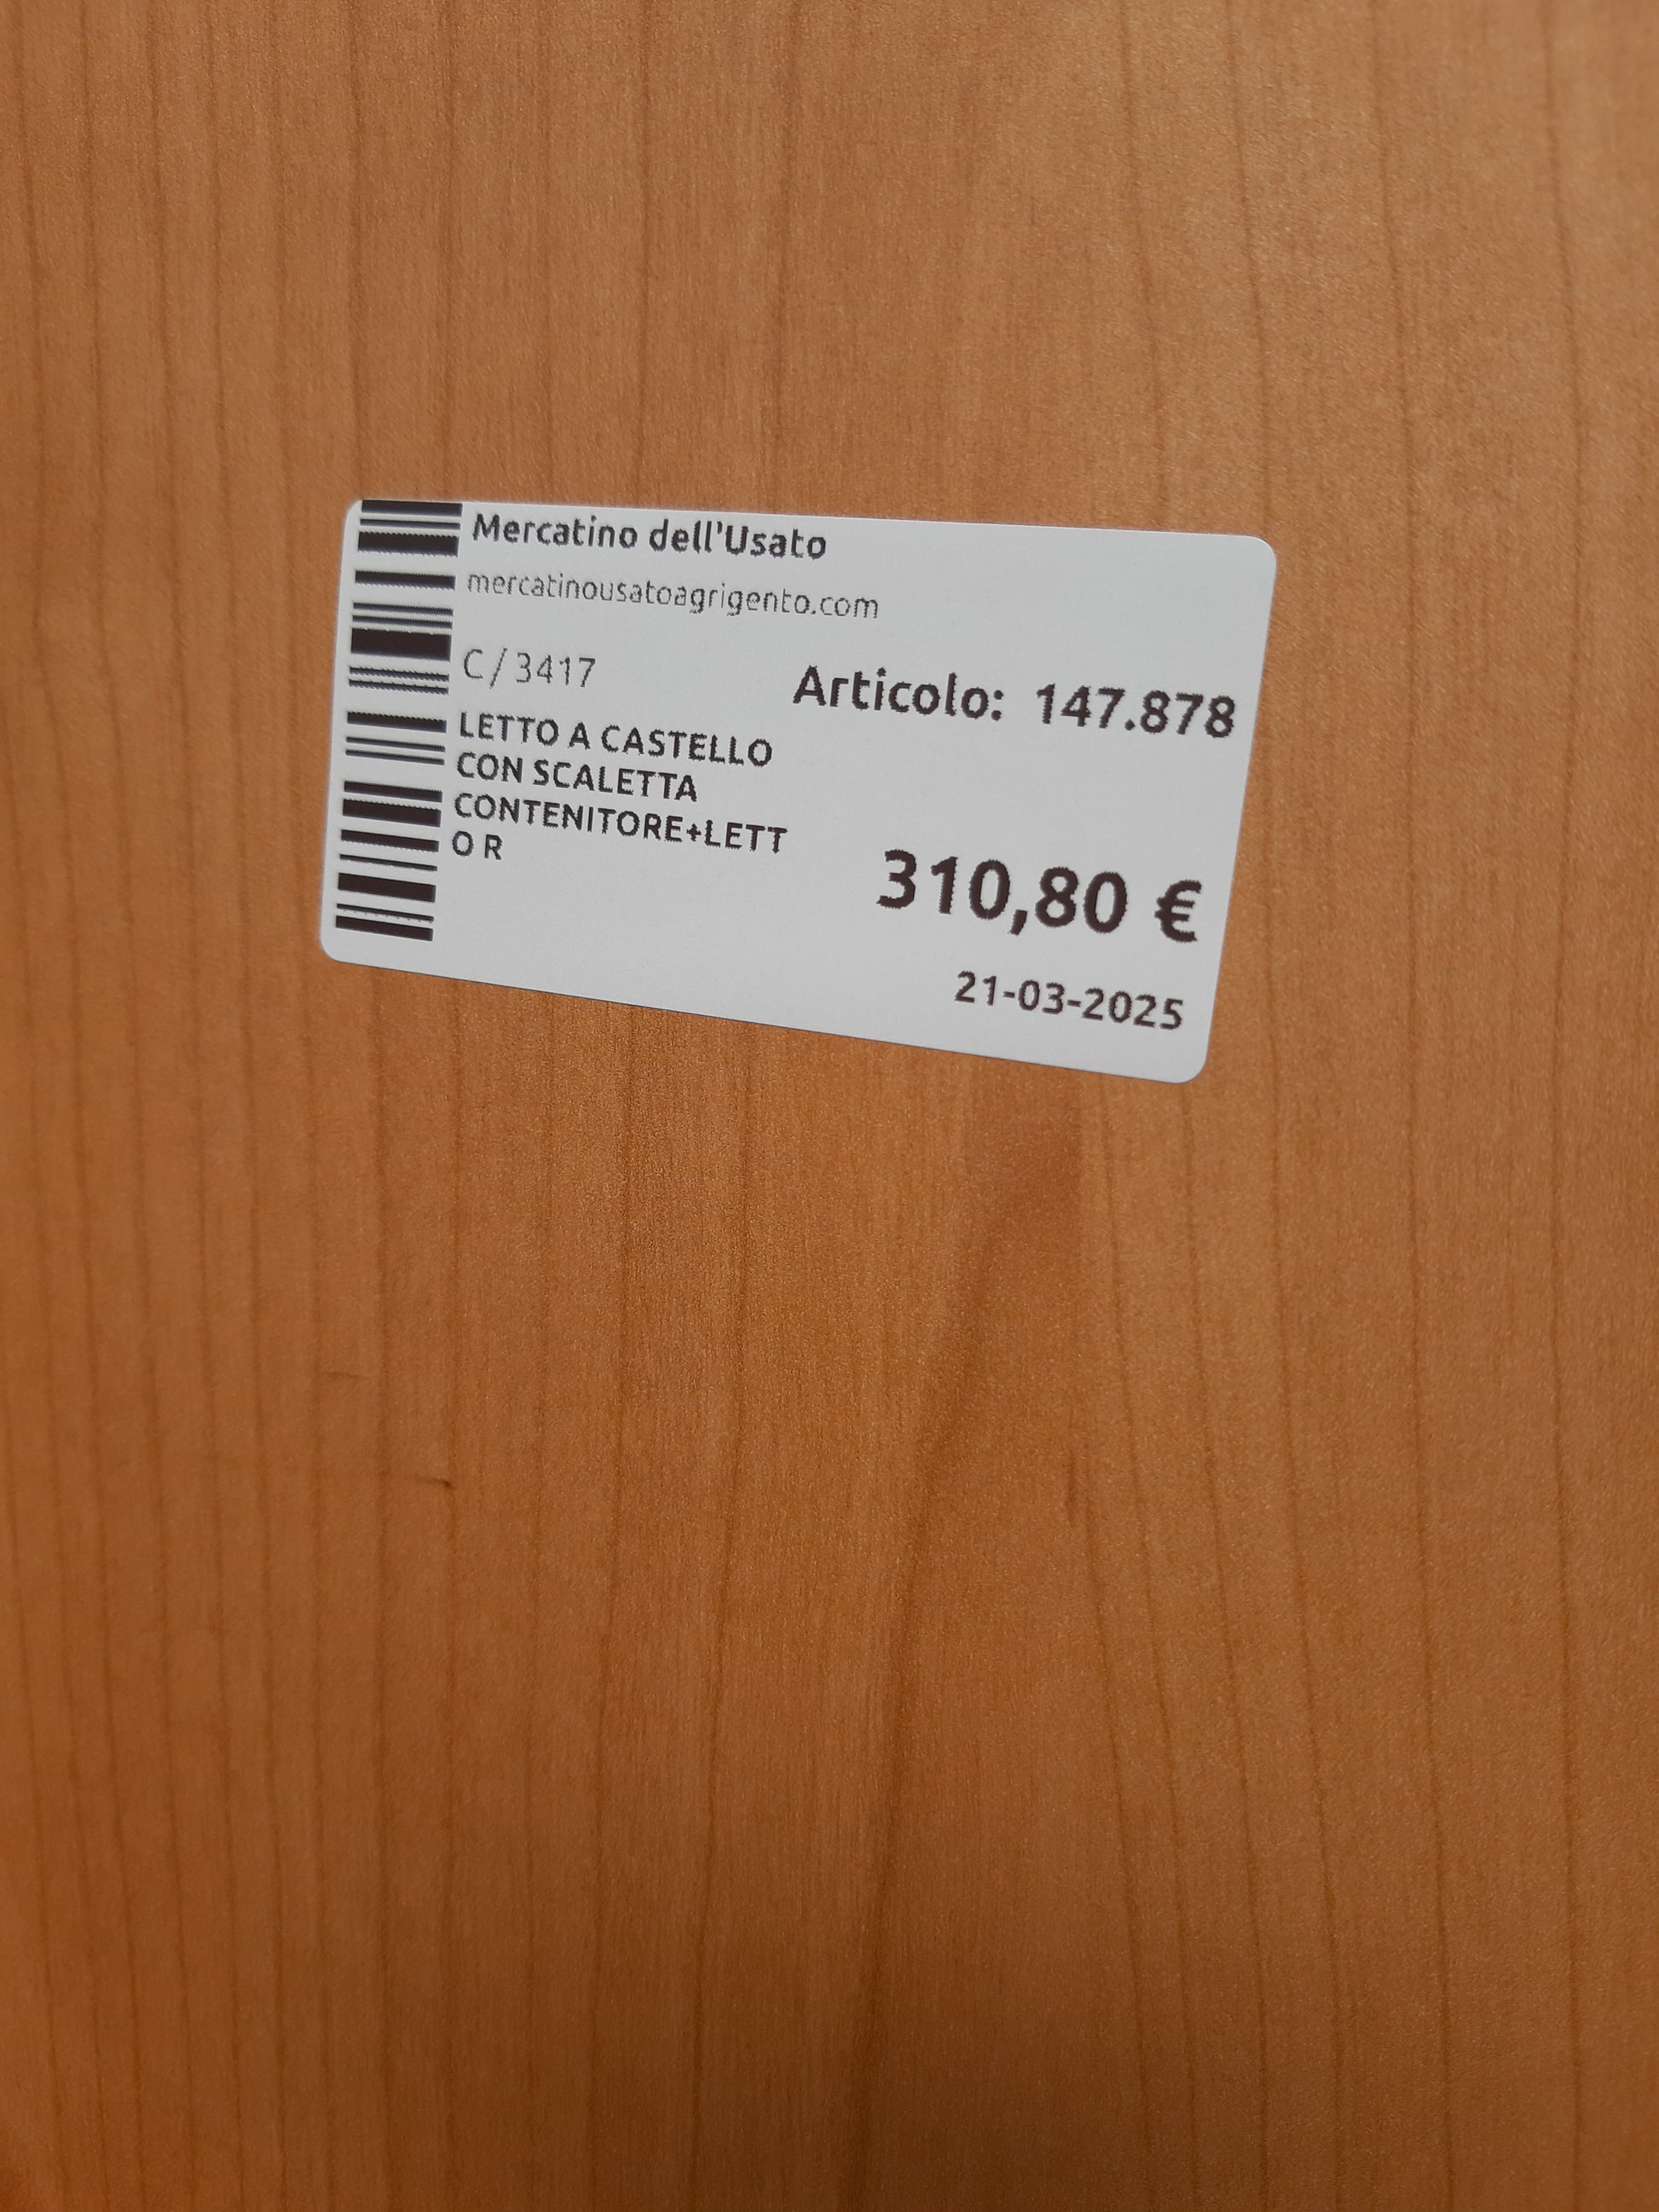 Mercatino dell'Usato
mercatinousatoagrigento.com
C/3417
Articolo: 147.878
LETTO A CASTELLO
CON SCALETTA
CONTENITORE+LETT
O R
310,80 €
21-03-2025